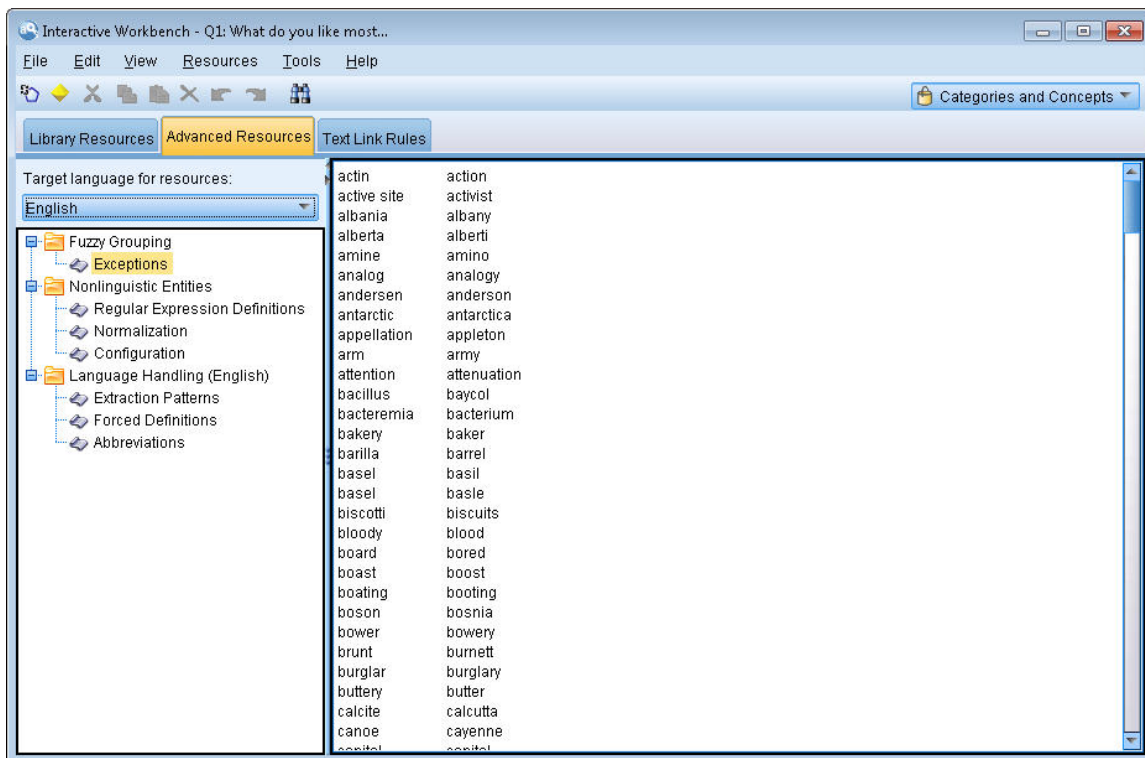 Interactive Workbench - Q1: What do you like most...
File Edit View Resources Tools Help
Categories and Concepts
Library Resources Advanced Resources Text Link Rules
Target language for resources:
English
Fuzzy Grouping
Exceptions
Nonlinguistic Entities
Regular Expression Definitions
Normalization
Configuration
Language Handling (English)
Extraction Patterns
Forced Definitions
Abbreviations
actin action
active site activist
albania albany
alberta alberti
amine amino
analog analogy
andersen anderson
antarctic antarctica
appellation appleton
arm army
attention attenuation
bacillus baycol
bacteremia bacterium
bakery baker
barilla barrel
basel basil
basel basle
biscotti biscuits
bloody blood
board bored
boast boost
boating booting
boson bosnia
bower bowery
brunt burnett
burglar burglary
buttery butter
calcite calcutta
canoe cayenne